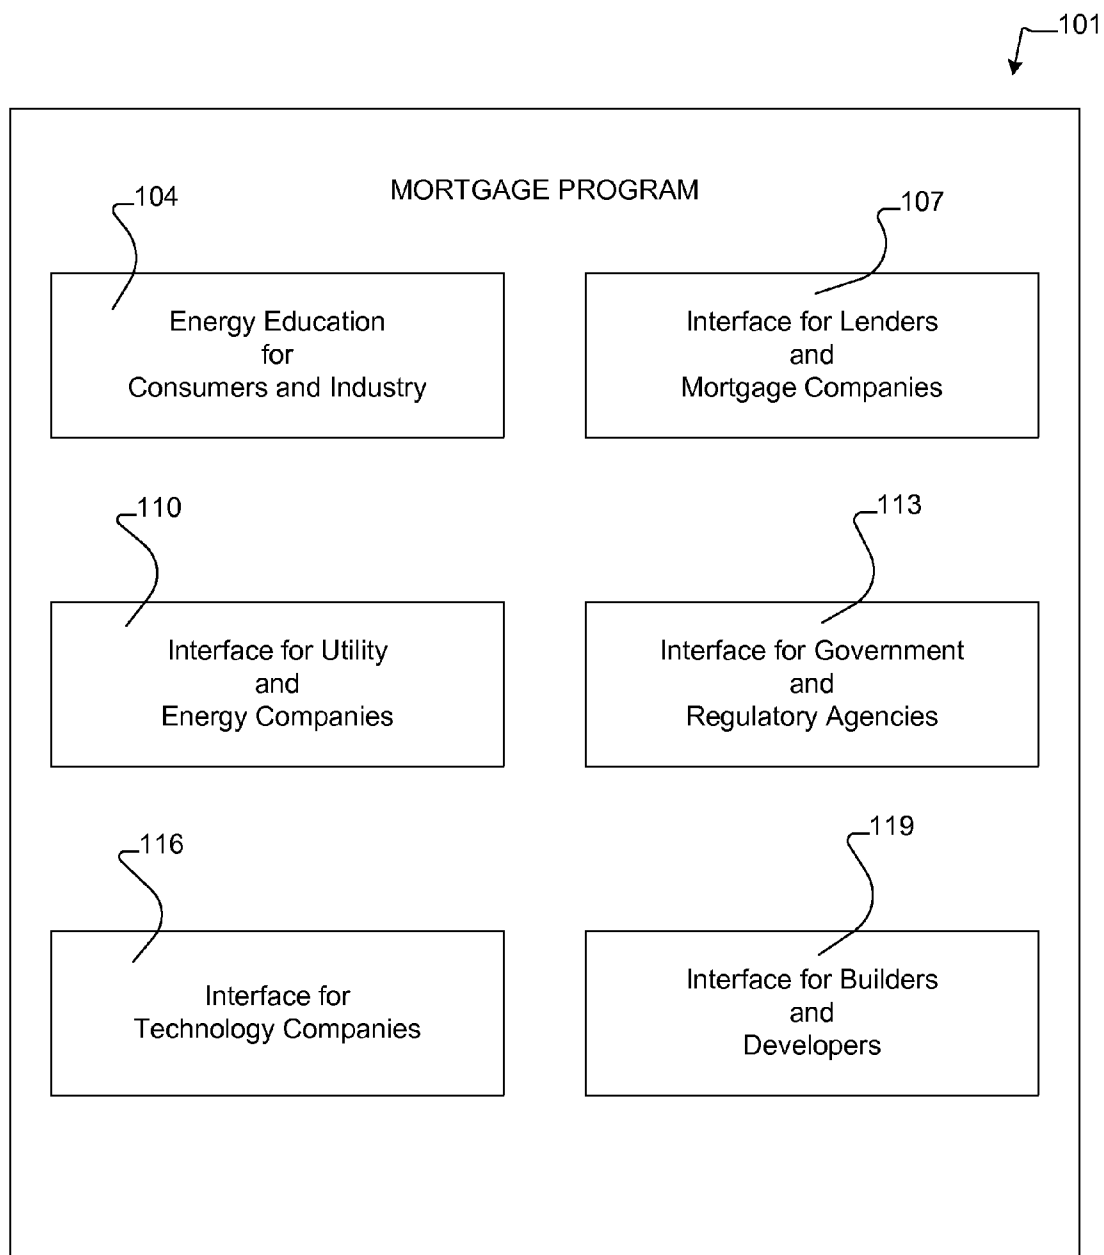 101
MORTGAGE PROGRAM
104
107
Energy Education
for
Consumers and Industry
Interface for Lenders
and
Mortgage Companies
110
113
Interface for Utility
and
Energy Companies
Interface for Government
and
Regulatory Agencies
116
119
Interface for
Technology Companies
Interface for Builders
and
Developers